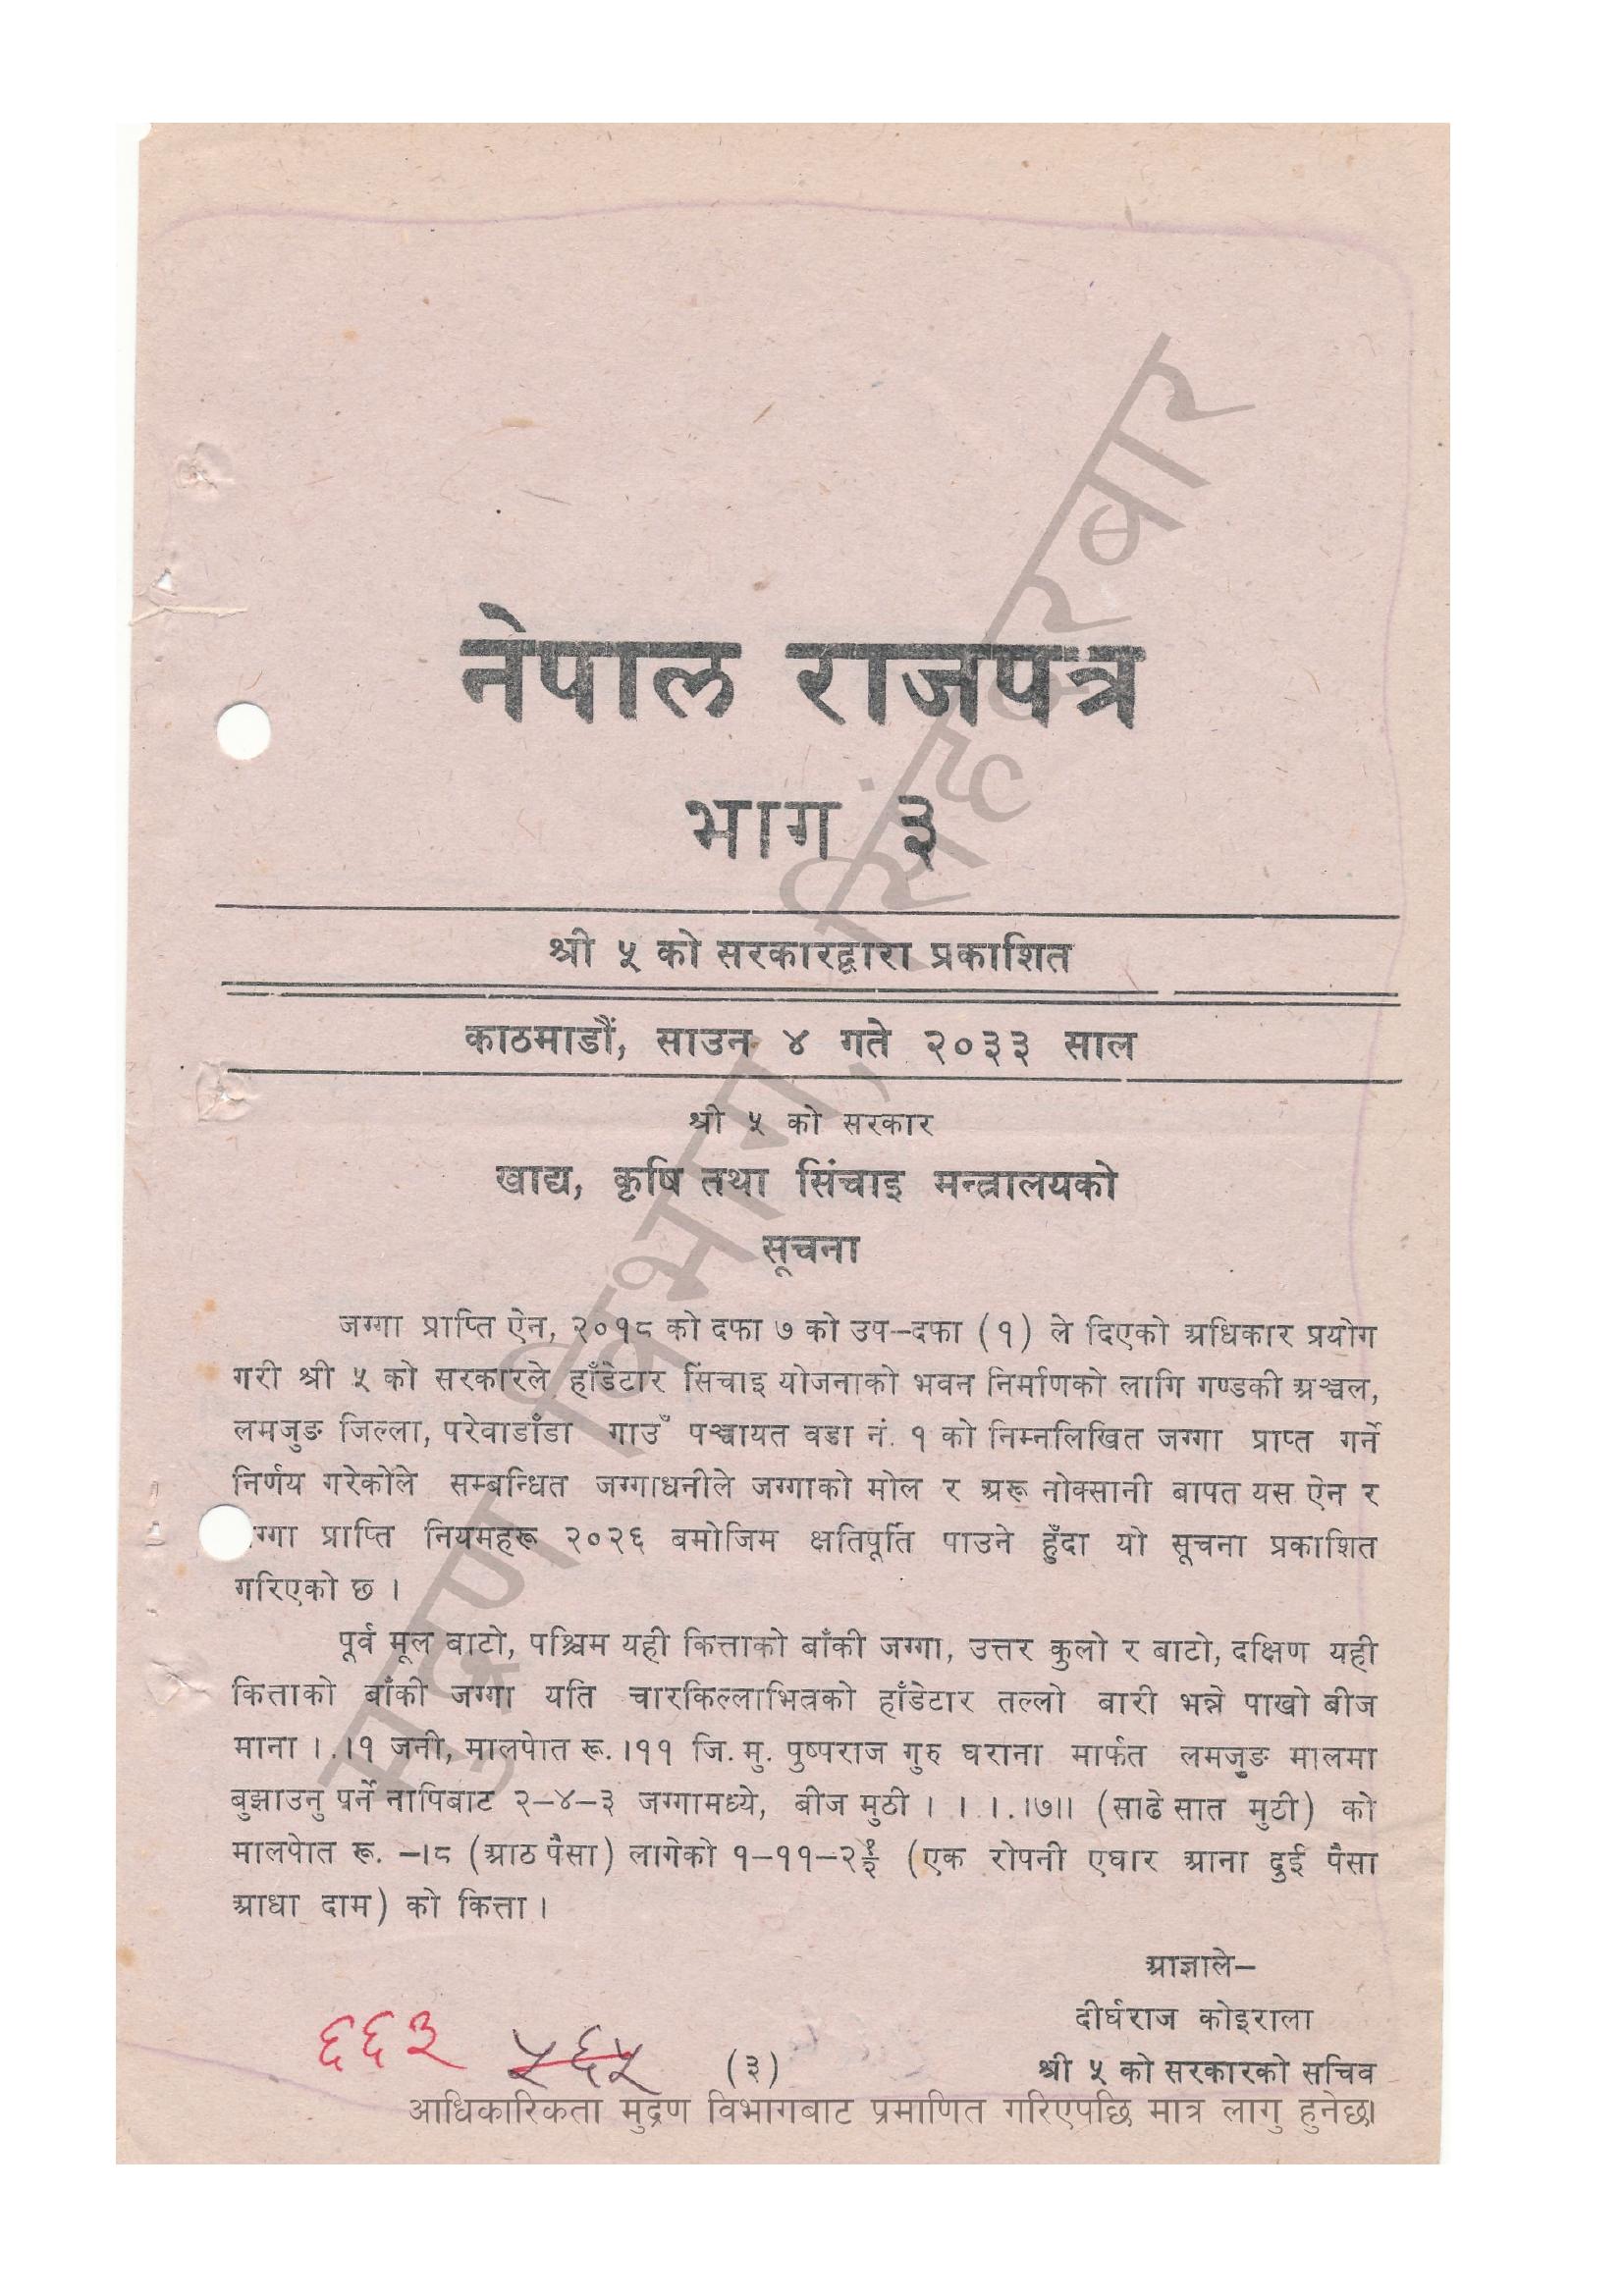 नेपाल राजपत्र
भाग ३
श्री ५ को सरकारद्वारा प्रकाशित
काठमाडौं, साउन ४ गते २०३३ साल
श्री ५ को सरकार
खाद्य, कृषि तथा सिंचाइ मन्त्रालयको
सूचना
जग्गा प्राप्ति ऐन, २०१८ को दफा ७ को उप-दफा (१) ले दिएको अधिकार प्रयोग
गरी श्री ५ को सरकारले हाँडेटार सिंचाइ योजनाको भवन निर्माणको लागि गण्डकी अञ्चल,
लमजुङ जिल्ला, परेवाडाँडा गाउँ पञ्चायत वडा नं. १ को निम्नलिखित जग्गा प्राप्त गर्ने
निर्णय गरेकोले सम्बन्धित जग्गाधनीले जग्गाको मोल र अरू नोक्सानी बापत यस ऐन र
ग्गा प्राप्ति नियमहरू २०२६ बमोजिम क्षतिपूर्ति पाउने हुँदा यो सूचना प्रकाशित
गरिएको छ ।
पूर्व मूल बाटो, पश्चिम यही कित्ताको बाँकी जग्गा, उत्तर कुलो र बाटो, दक्षिण यही
कित्ताको बाँकी जग्गा यति चारकिल्लाभित्रको हाँडेटार तल्लो बारी भन्ने पाखो बीज
माना ।.।१ जनी, मालपोत रू.।११ जि. मु. पुष्पराज गुरु घराना मार्फत लमजुङ मालमा
बुझाउनु पर्ने नापिबाट २-४-३ जग्गामध्ये, बीज मुठी । । ।.।७॥ (साढे सात मुठी) को
मालपोत रू. -।८ (आठ पैसा) लागेको १-११-२१/२ (एक रोपनी एघार आना दुई पैसा
आधा दाम) को कित्ता ।
आज्ञाले-
दीर्घराज कोइराला
श्री ५ को सरकारको सचिव
६६३ ५६५ (३)
आधिकारिकता मुद्रण विभागबाट प्रमाणित गरिएपछि मात्र लागु हुनेछ।
मुद्रण विभाग, सिंहदरबार